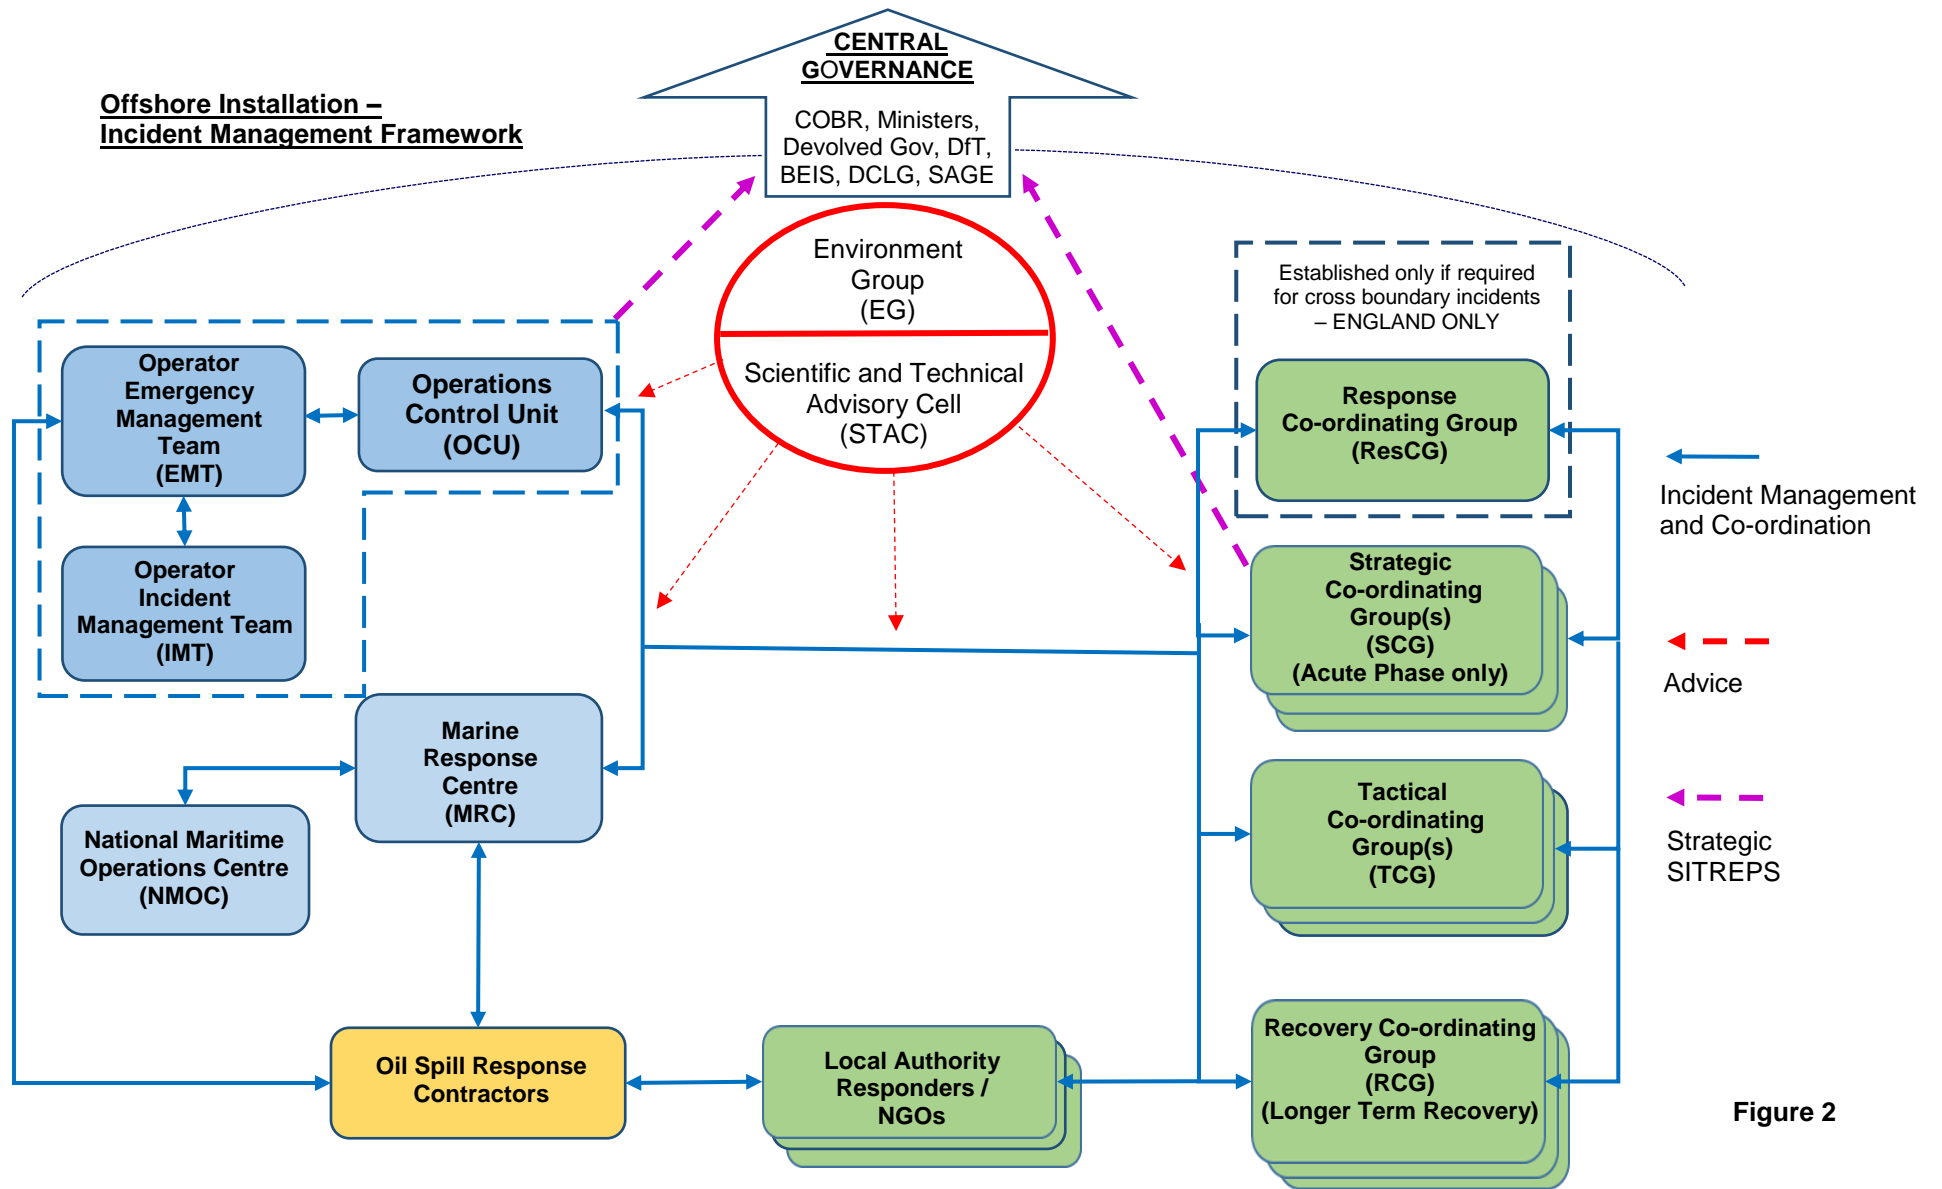 CENTRAL
GOVERNANCE
COBR, Ministers,
Devolved Gov, DfT,
BEIS, DCLG, SAGE
Offshore Installation –
Incident Management Framework
Environment
Group
(EG)
Scientific and Technical
Advisory Cell
(STAC)
Established only if required
for cross boundary incidents
– ENGLAND ONLY
Response
Co-ordinating Group
(ResCG)
Operator
Emergency
Management
Team
(EMT)
Operations
Control Unit
(OCU)
Operator
Incident
Management Team
(IMT)
Marine
Response
Centre
(MRC)
National Maritime
Operations Centre
(NMOC)
Oil Spill Response
Contractors
Local Authority
Responders /
NGOs
Strategic
Co-ordinating
Group(s)
(SCG)
(Acute Phase only)
Tactical
Co-ordinating
Group(s)
(TCG)
Recovery Co-ordinating
Group
(RCG)
(Longer Term Recovery)
Incident Management
and Co-ordination
Advice
Strategic
SITREPS
Figure 2